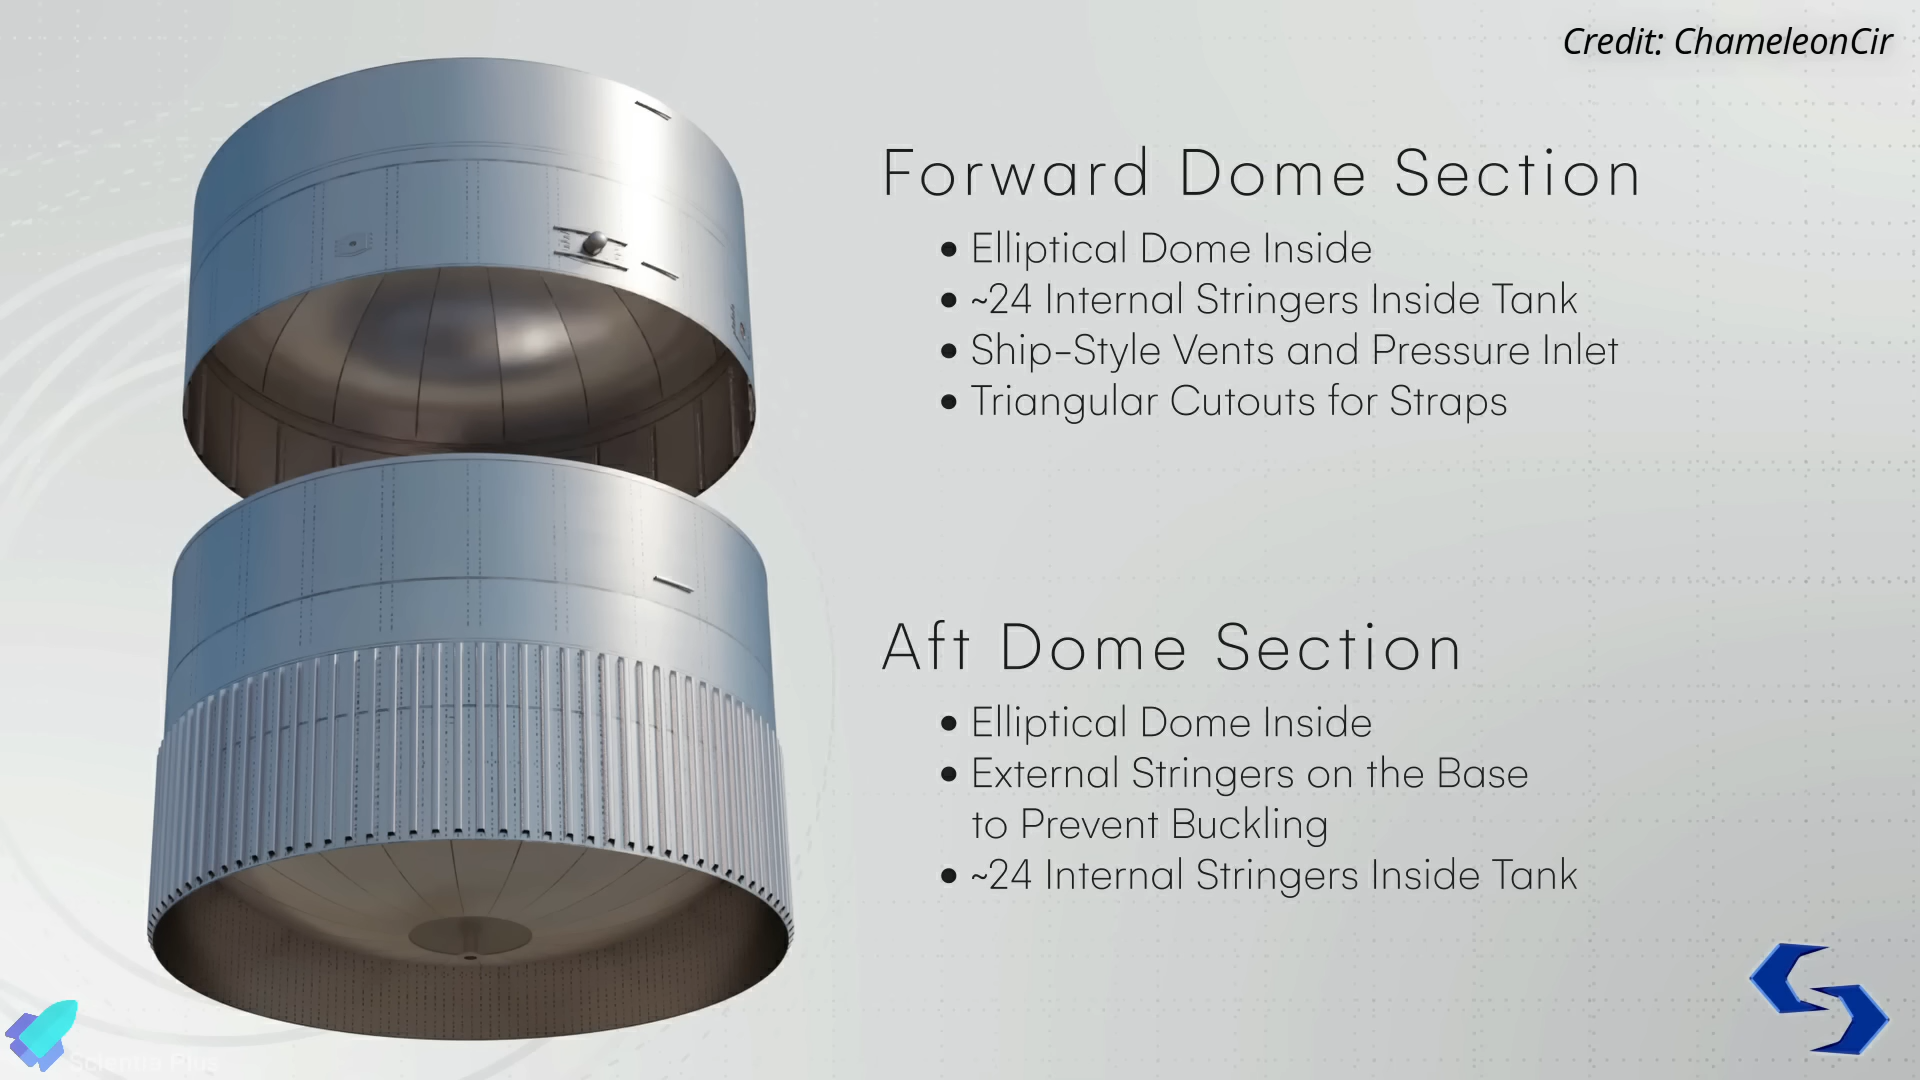 Credit: ChameleonCir
Forward Dome Section
• Elliptical Dome Inside
• ~24 Internal Stringers Inside Tank
• Ship-Style Vents and Pressure Inlet
• Triangular Cutouts for Straps
Aft Dome Section
• Elliptical Dome Inside
• External Stringers on the Base
to Prevent Buckling
• ~24 Internal Stringers Inside Tank
Scientia Plus